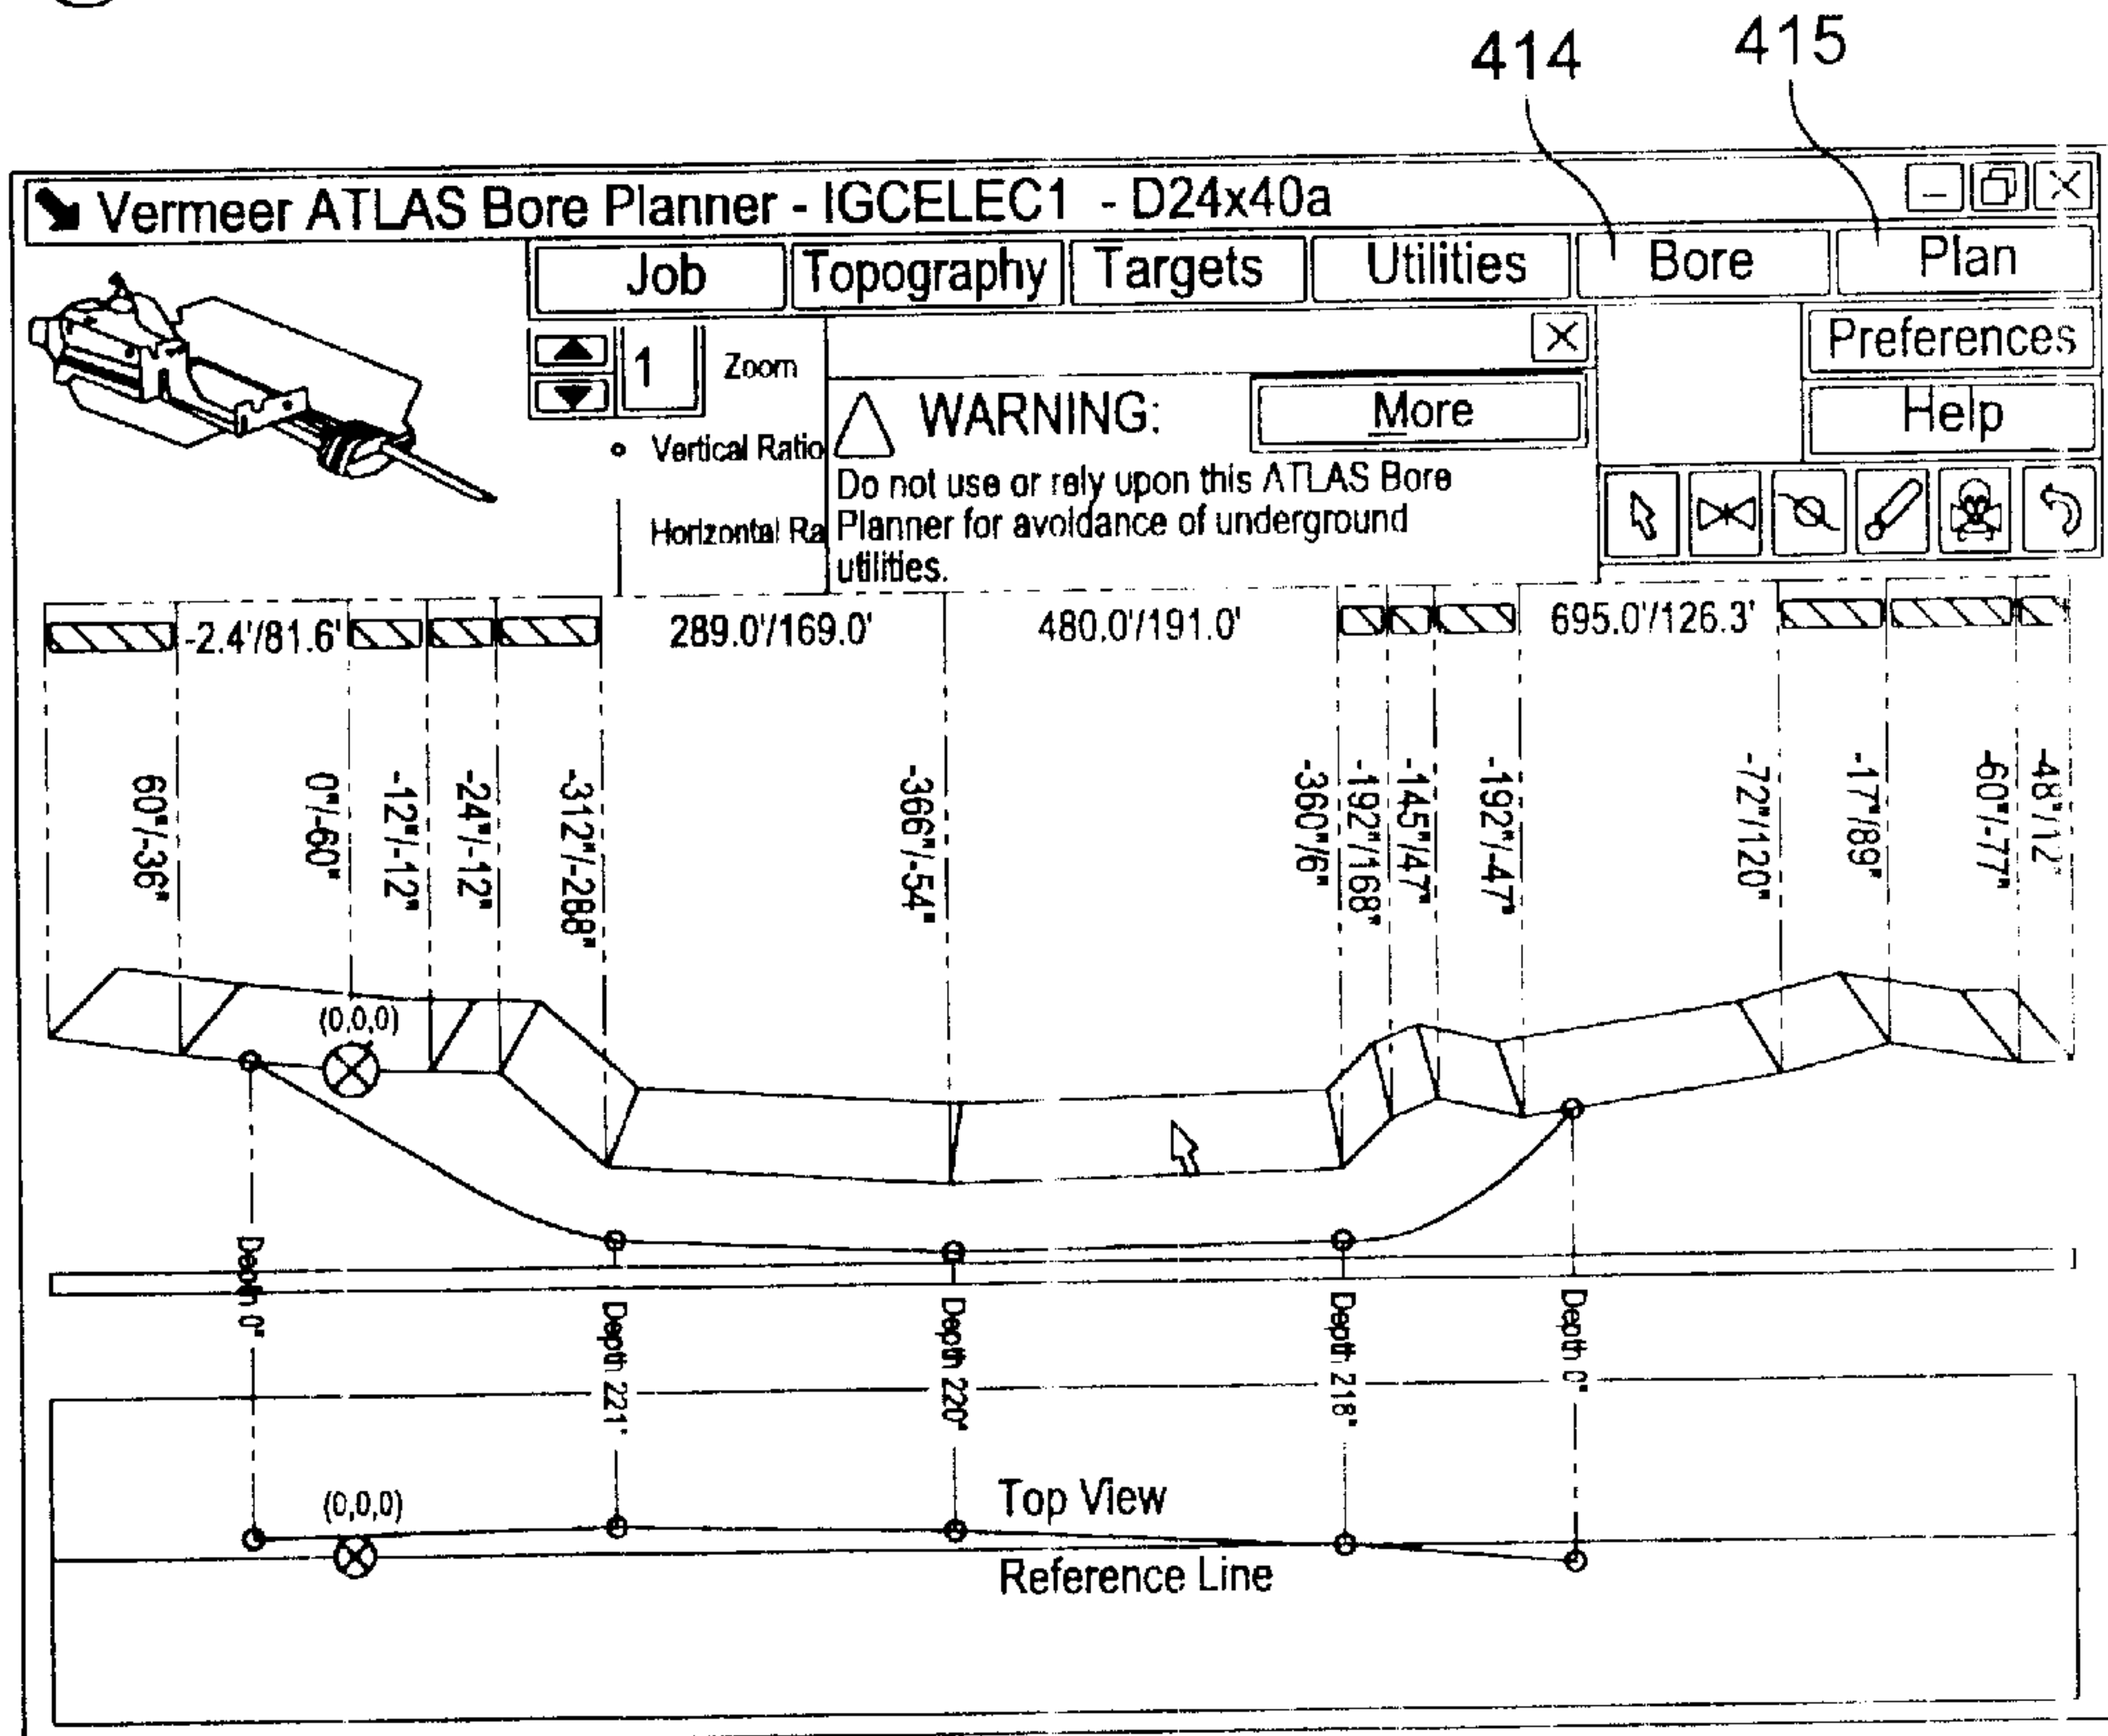 414 415
Vermeer ATLAS Bore Planner - IGCELEC1 - D24x40a
Job Topography Targets Utilities Bore Plan
1 Zoom
Preferences
WARNING: More
Help
Vertical Ratio
Do not use or rely upon this ATLAS Bore
Planner for avoidance of underground
utilities.
Horizontal Ra
-2.4'/81.6' 289.0'/169.0' 480.0'/191.0' 695.0'/126.3'
60"/-36"
0"/-60"
-12"/-12"
-24"/-12"
-312"/-288"
-366"/-54"
-360"/6"
-192"/168"
-145"/47"
-192"/-47"
-72"/120"
-17"/89"
-60"/-77"
-48"/12"
(0,0,0)
Depth 0"
Depth 221"
Depth 220"
Depth 218"
Depth 0"
(0,0,0)
Top View
Reference Line